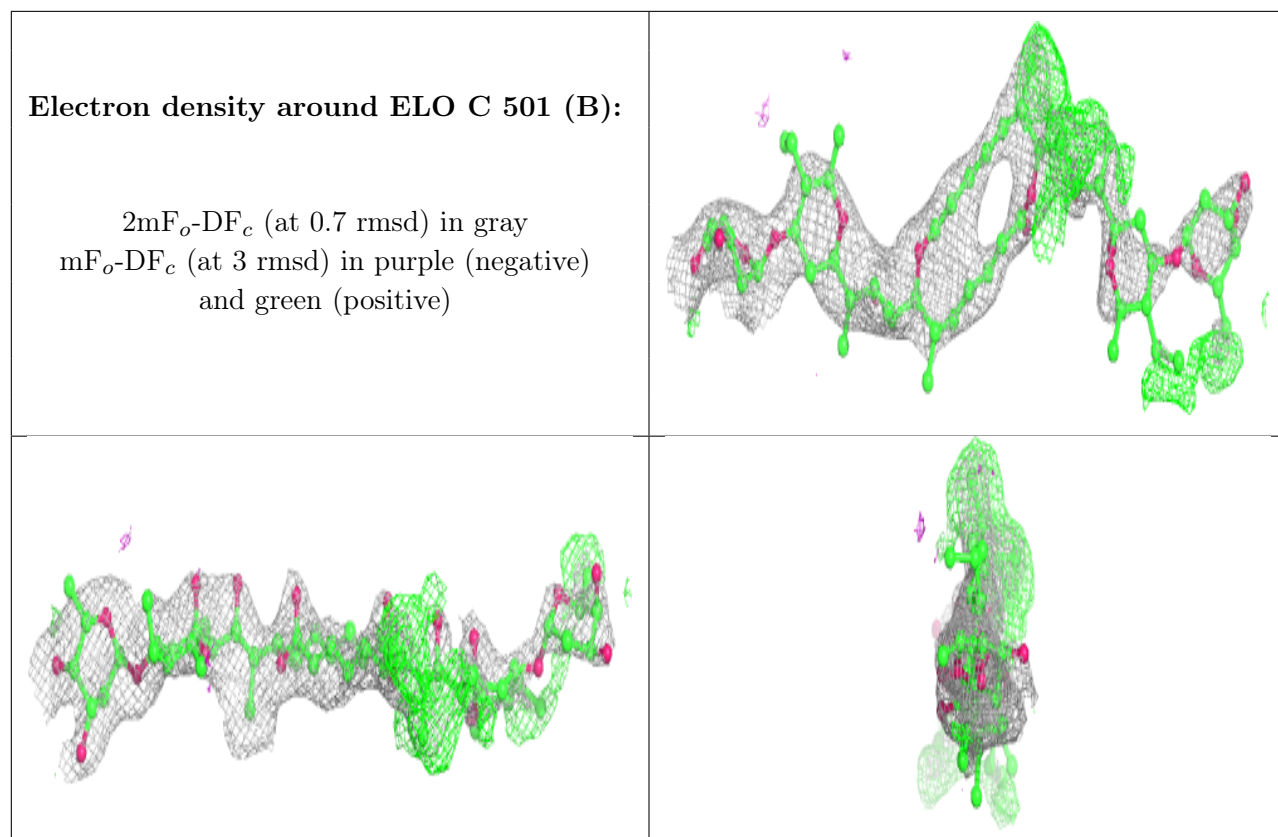 Electron density around ELO C 501 (B):
2mFo-DFc (at 0.7 rmsd) in gray
mFo-DFc (at 3 rmsd) in purple (negative)
and green (positive)